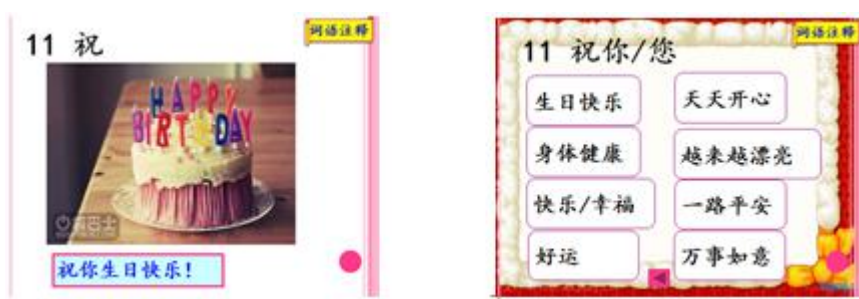 词语注释
11 祝
HAPPY
BIRTHDAY
祝你生日快乐!
词语注释
11 祝你/您
生日快乐
天天开心
身体健康
越来越漂亮
快乐/幸福
一路平安
好运
万事如意